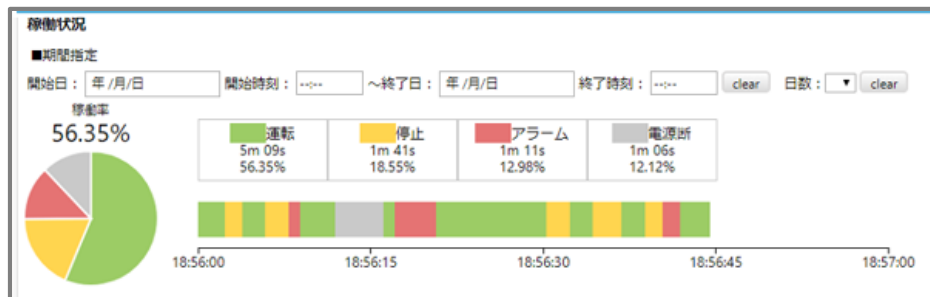 稼働状況
■期間指定
開始日： 年 /月/日 開始時刻： --:-- ～終了日： 年 /月/日 終了時刻： --:-- clear 日数： clear
稼働率
56.35%
運転 停止 アラーム 電源断
5m 09s 1m 41s 1m 11s 1m 06s
56.35% 18.55% 12.98% 12.12%
18:56:00 18:56:15 18:56:30 18:56:45 18:57:00